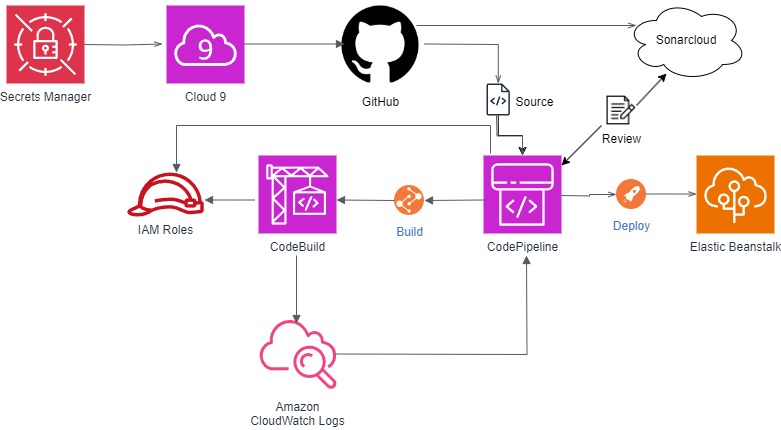 Secrets Manager
9
Cloud 9
GitHub
Sonarcloud
</> Source
Review
IAM Roles
</>
CodeBuild
Build
</>
CodePipeline
Deploy
Elastic Beanstalk
Amazon
CloudWatch Logs